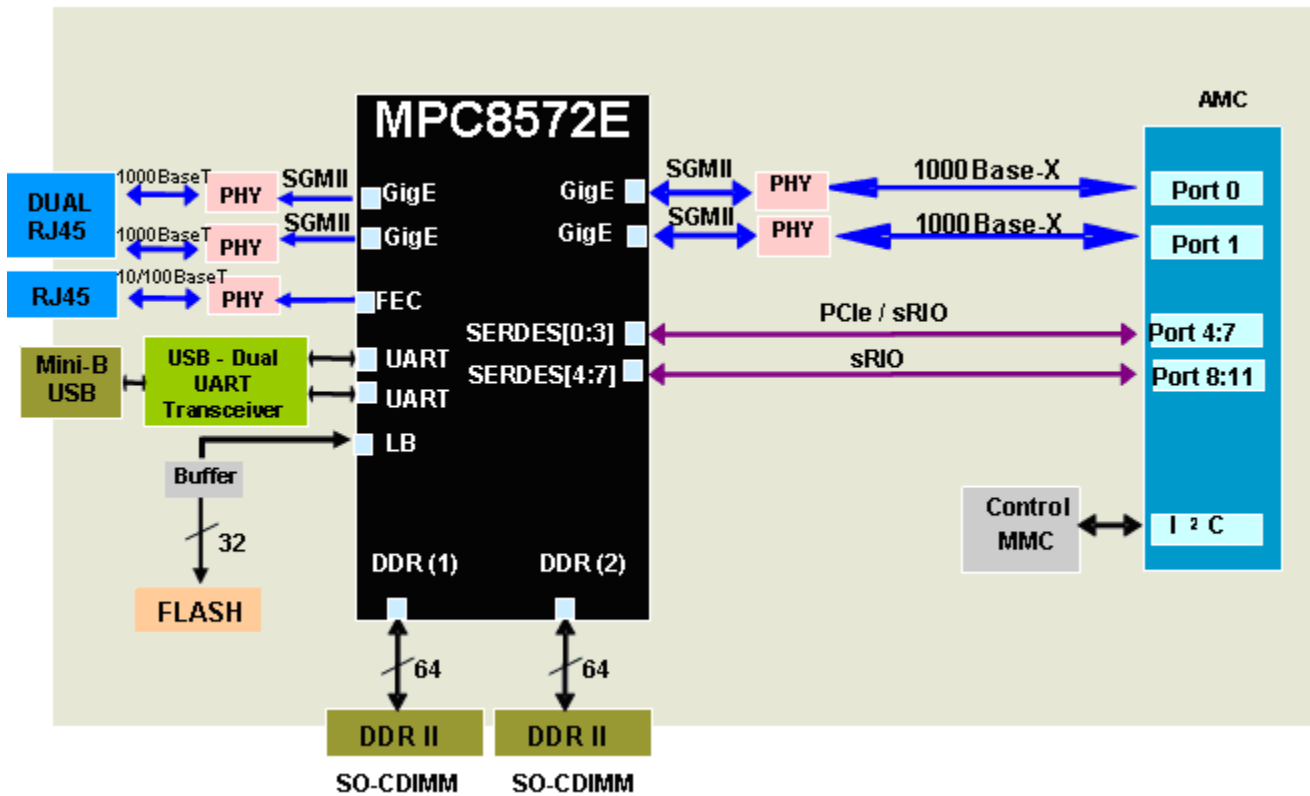 AMC
MPC8572E
1000BaseT
SGMII
PHY
GigE
DUAL
RJ45
1000BaseT
SGMII
PHY
GigE
GigE
SGMII
PHY
1000Base-X
Port 0
GigE
SGMII
PHY
1000Base-X
Port 1
10/100BaseT
RJ45
PHY
FEC
SERDES[0:3]
PCIe / sRIO
Port 4:7
SERDES[4:7]
sRIO
Port 8:11
Mini-B
USB
USB - Dual
UART
Transceiver
UART
UART
LB
Buffer
32
FLASH
Control
MMC
I ² C
DDR (1)
DDR (2)
64
64
DDR II
DDR II
SO-CDIMM
SO-CDIMM